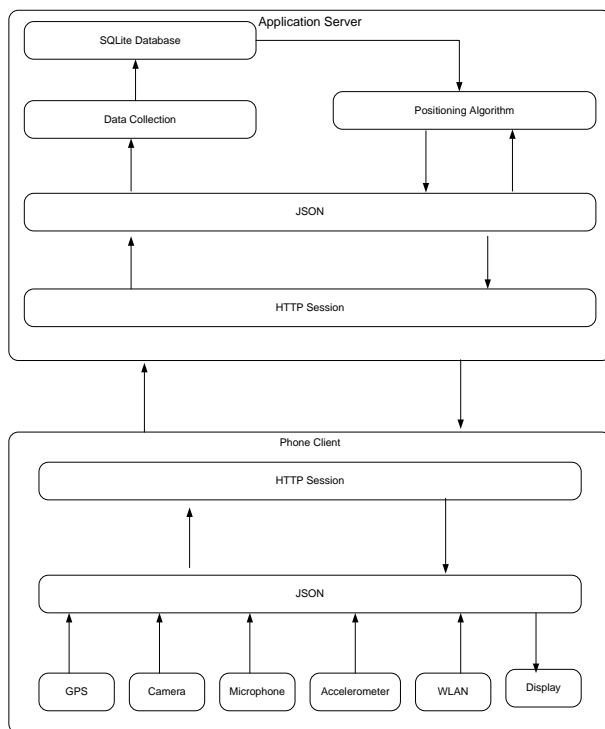 Application Server
SQLite Database
Data Collection
Positioning Algorithm
JSON
HTTP Session
Phone Client
HTTP Session
JSON
GPS
Camera
Microphone
Accelerometer
WLAN
Display